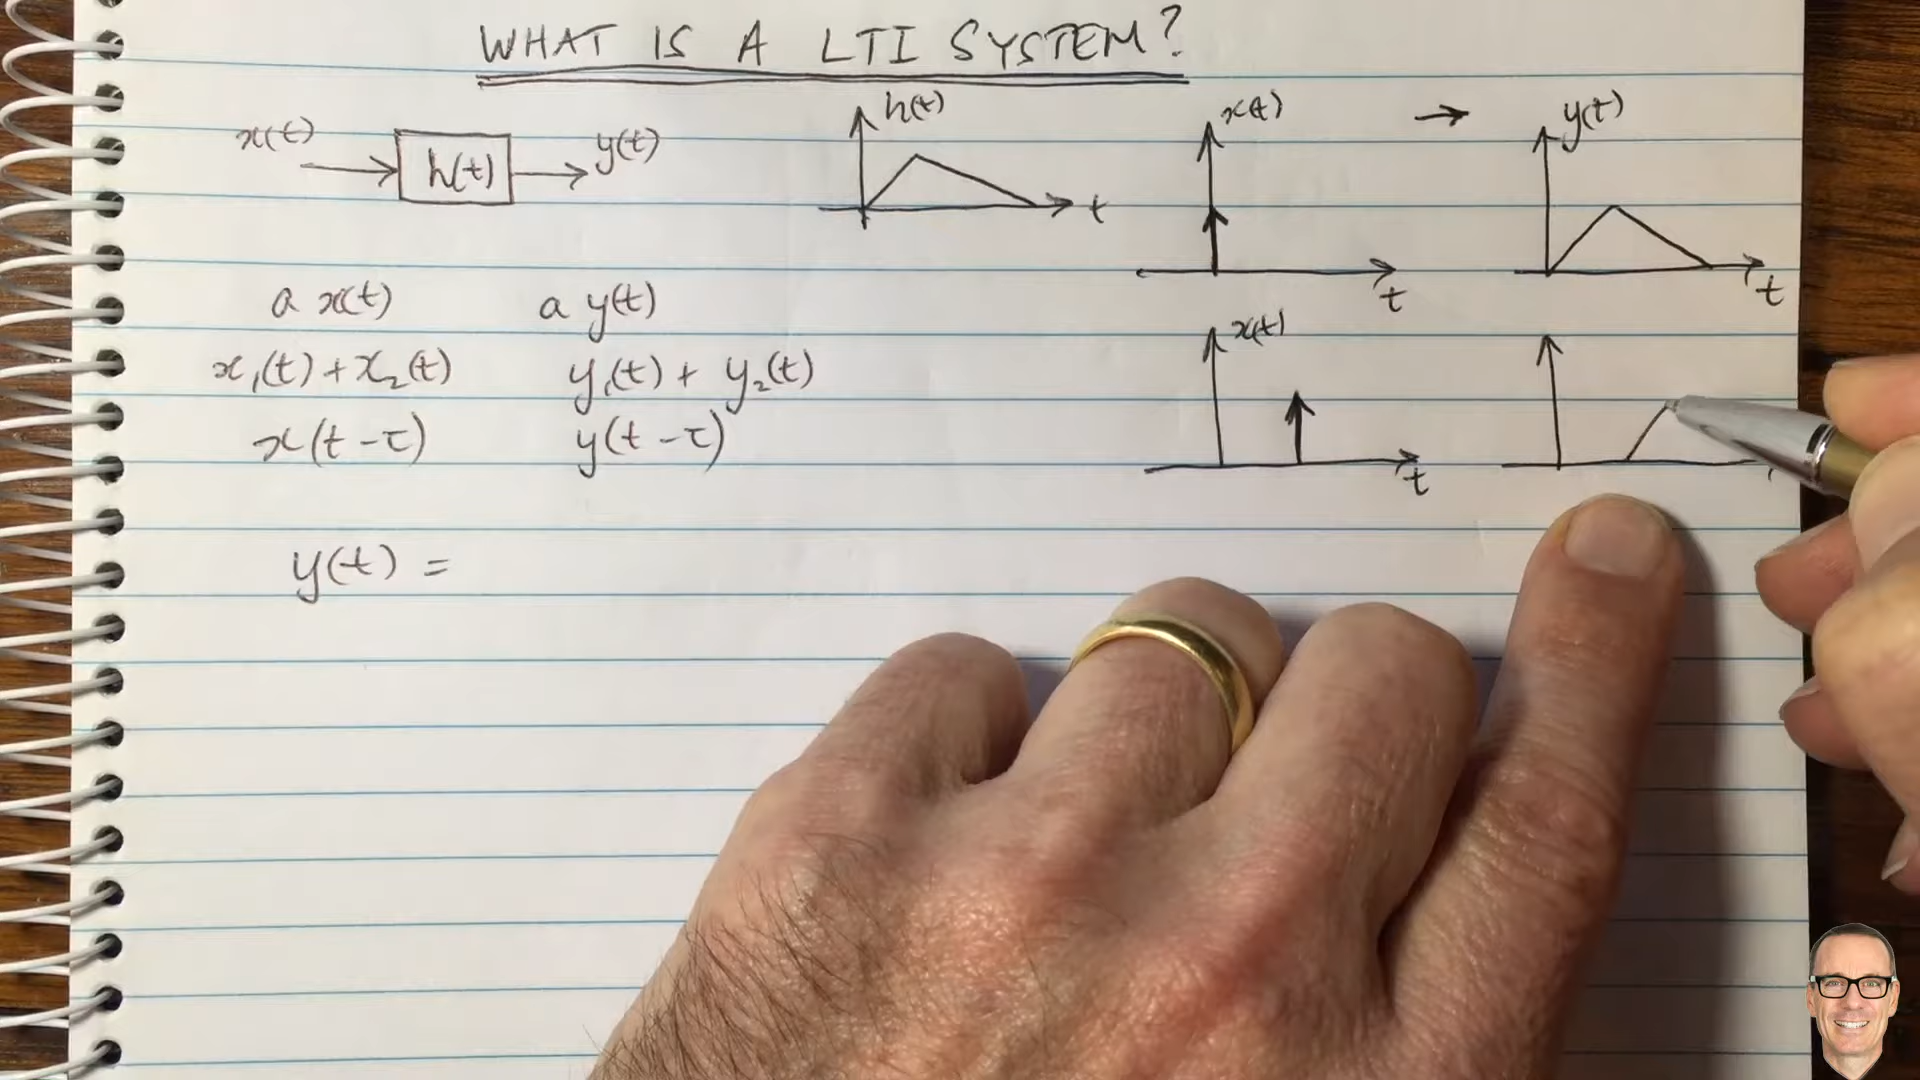 WHAT IS A LTI SYSTEM?
x(t) h(t) y(t)
h(t)
t
x(t) → y(t)
t t
a x(t) a y(t)
x₁(t) + x₂(t) y₁(t) + y₂(t)
x(t - τ) y(t - τ)
x(t)
t
y(t) =